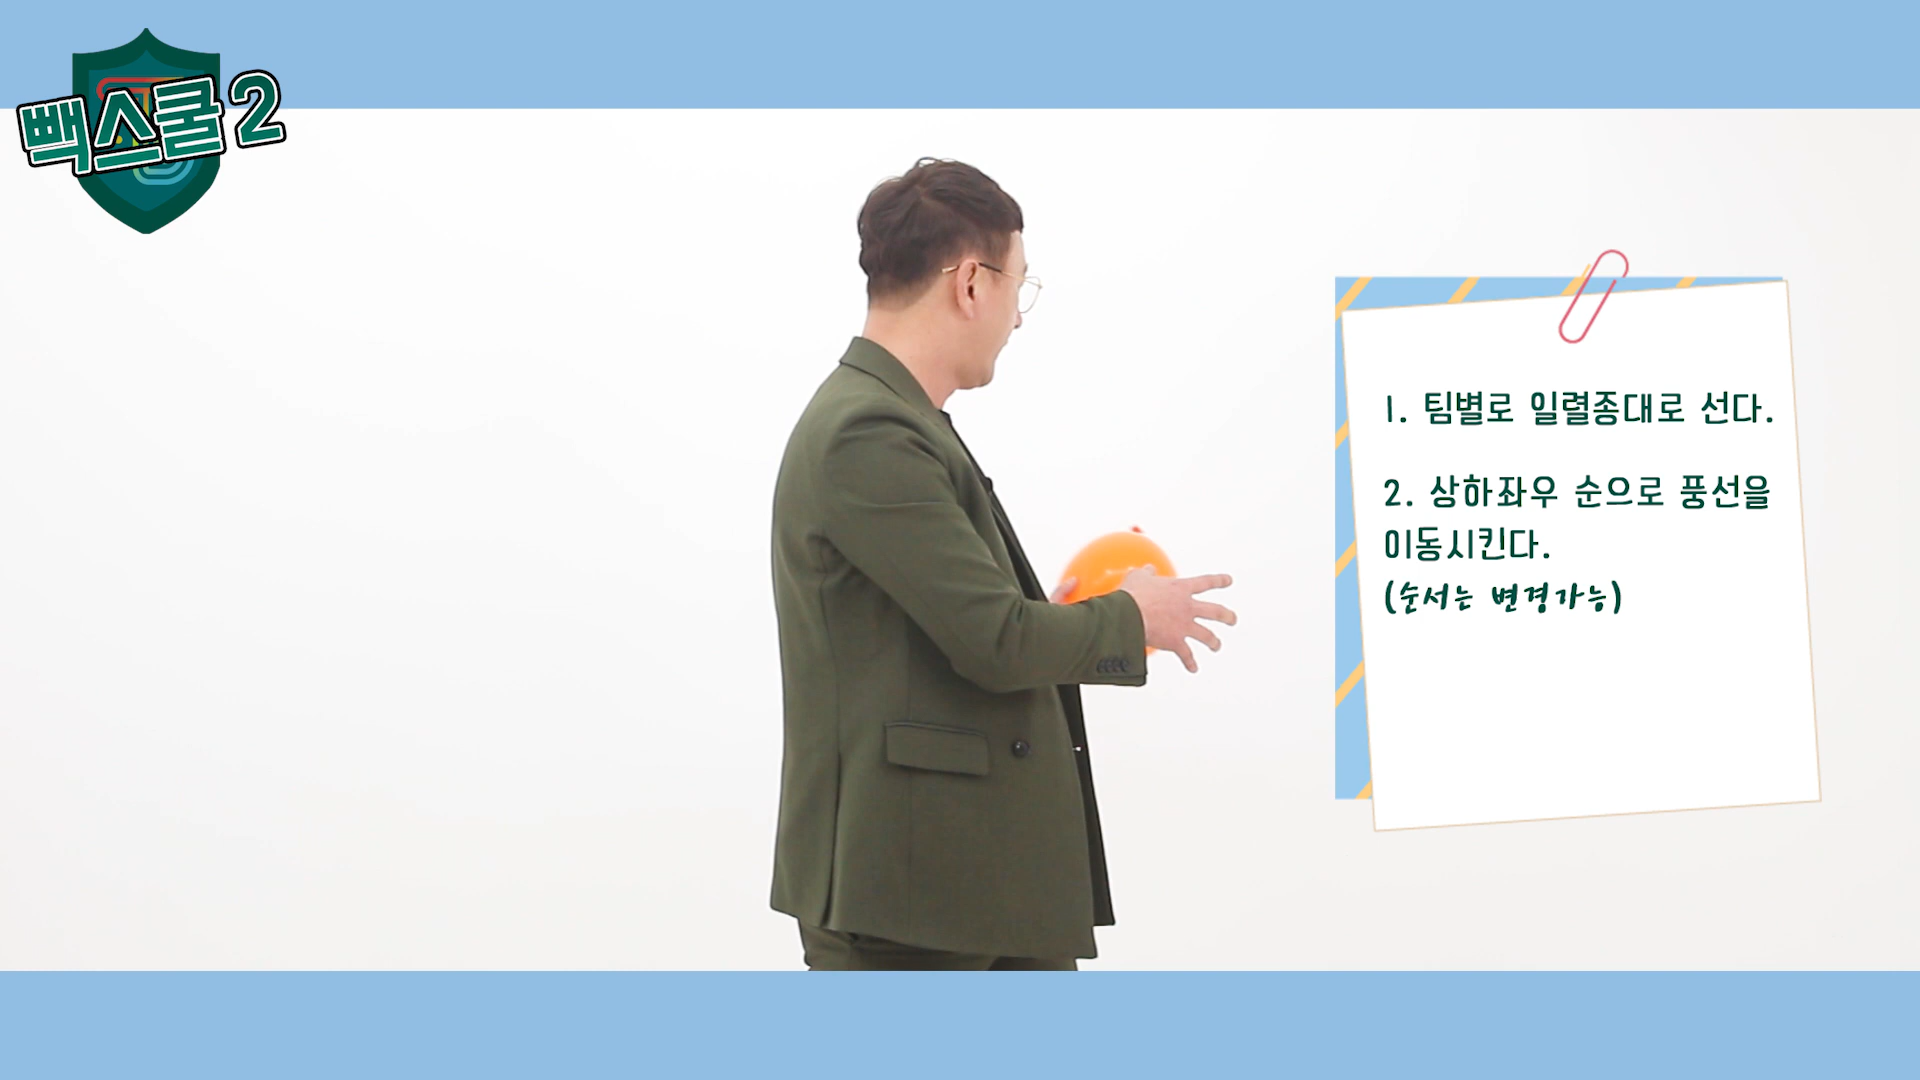 빽스쿨2
1. 팀별로 일렬종대로 선다.
2. 상하좌우 순으로 풍선을
이동시킨다.
(순서는 변경가능)